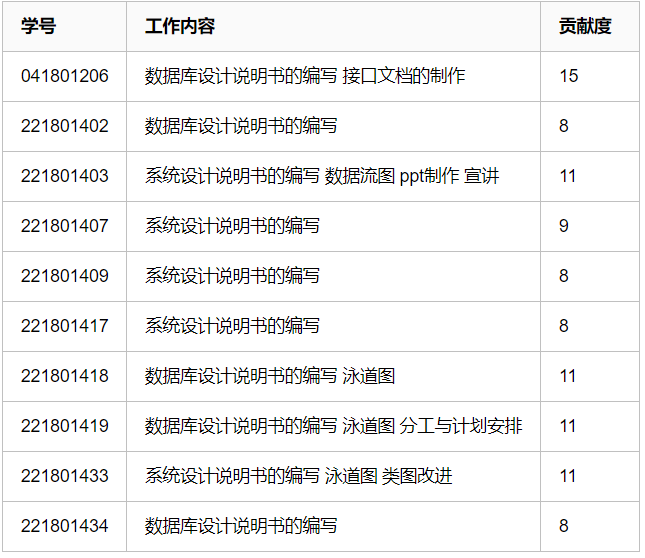 学号 工作内容 贡献度
041801206 数据库设计说明书的编写 接口文档的制作 15
221801402 数据库设计说明书的编写 8
221801403 系统设计说明书的编写 数据流图 ppt制作 宣讲 11
221801407 系统设计说明书的编写 9
221801409 系统设计说明书的编写 8
221801417 系统设计说明书的编写 8
221801418 数据库设计说明书的编写 泳道图 11
221801419 数据库设计说明书的编写 泳道图 分工与计划安排 11
221801433 系统设计说明书的编写 泳道图 类图改进 11
221801434 数据库设计说明书的编写 8